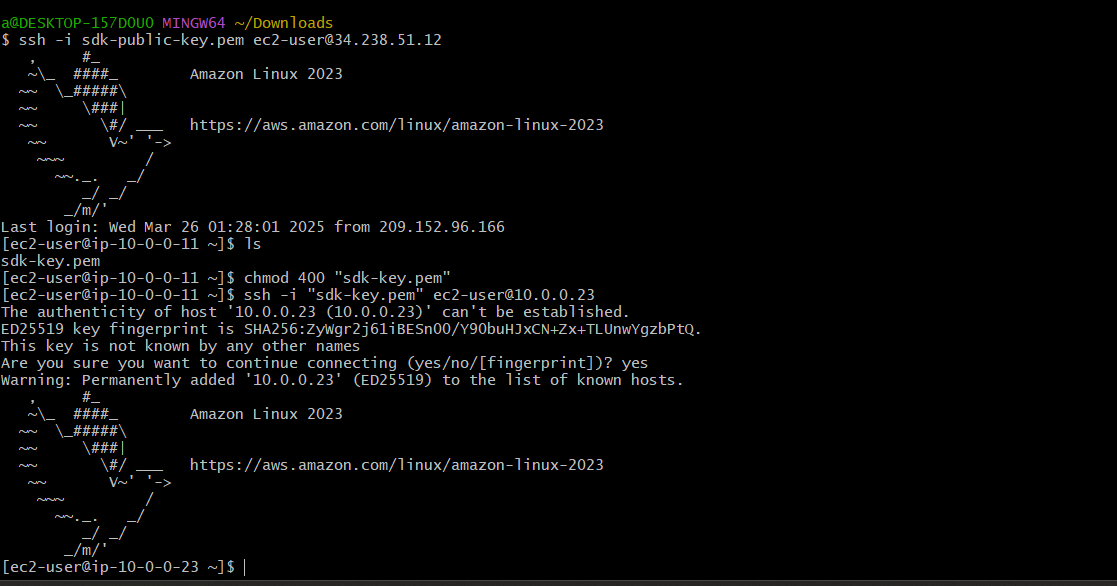 a@DESKTOP-157DOUO MINGW64 ~/Downloads
$ ssh -i sdk-public-key.pem ec2-user@34.238.51.12
   ,     #_
   ~\_  ####_        Amazon Linux 2023
  ~~  \_#####\
  ~~     \###|
  ~~       \#/ ___   https://aws.amazon.com/linux/amazon-linux-2023
   ~~       V~' '->
    ~~~         /
      ~~._.   _/
         _/ _/
       _/m/'
Last login: Wed Mar 26 01:28:01 2025 from 209.152.96.166
[ec2-user@ip-10-0-0-11 ~]$ ls
sdk-key.pem
[ec2-user@ip-10-0-0-11 ~]$ chmod 400 "sdk-key.pem"
[ec2-user@ip-10-0-0-11 ~]$ ssh -i "sdk-key.pem" ec2-user@10.0.0.23
The authenticity of host '10.0.0.23 (10.0.0.23)' can't be established.
ED25519 key fingerprint is SHA256:ZyWgr2j61iBESnO0/Y90buHJxCN+Zx+TLUnwYgzbPtQ.
This key is not known by any other names
Are you sure you want to continue connecting (yes/no/[fingerprint])? yes
Warning: Permanently added '10.0.0.23' (ED25519) to the list of known hosts.
   ,     #_
   ~\_  ####_        Amazon Linux 2023
  ~~  \_#####\
  ~~     \###|
  ~~       \#/ ___   https://aws.amazon.com/linux/amazon-linux-2023
   ~~       V~' '->
    ~~~         /
      ~~._.   _/
         _/ _/
       _/m/'
[ec2-user@ip-10-0-0-23 ~]$